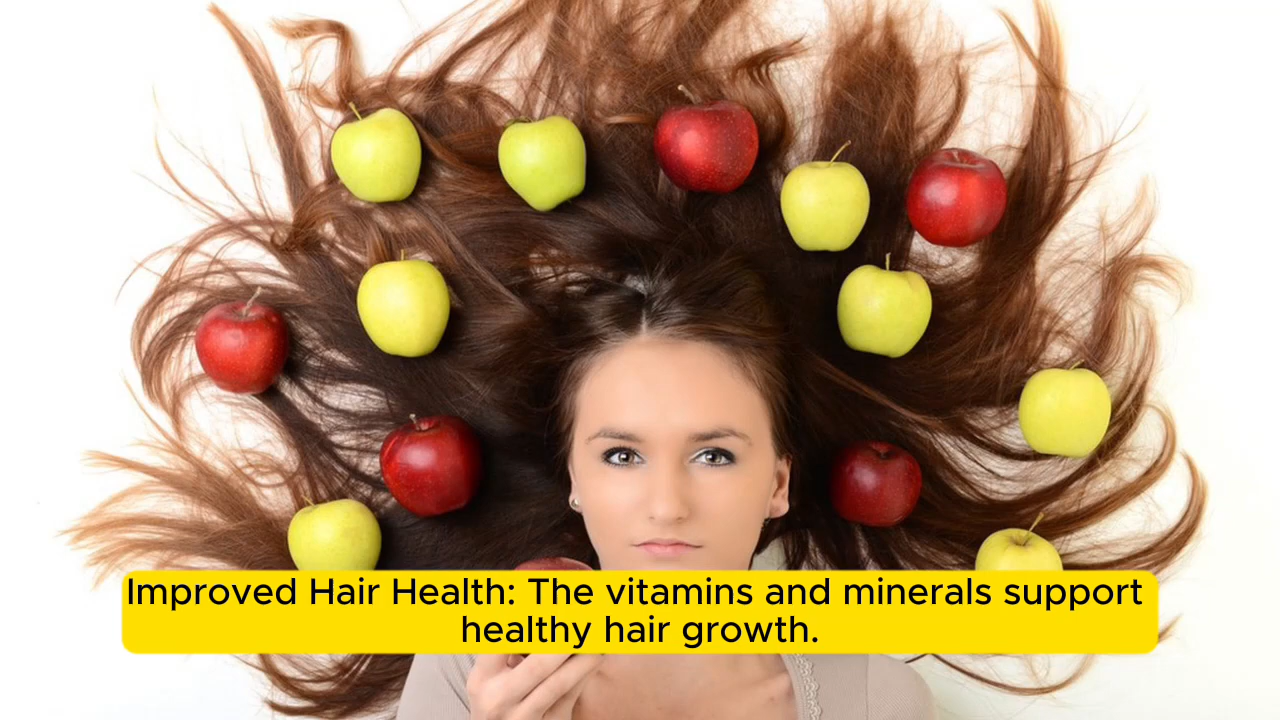 Improved Hair Health: The vitamins and minerals support
healthy hair growth.